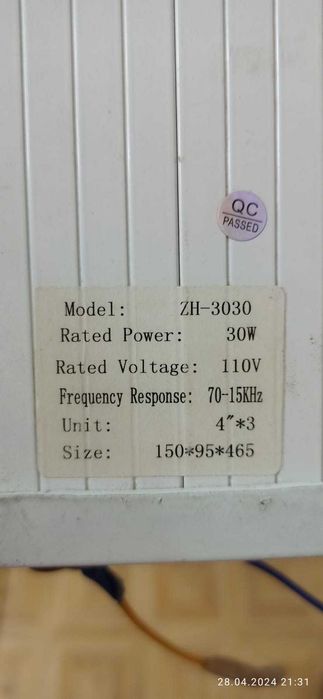 QC
PASSED
Model: ZH-3030
Rated Power: 30W
Rated Voltage: 110V
Frequency Response: 70-15KHz
Unit: 4″*3
Size: 150*95*465
28.04.2024 21:31